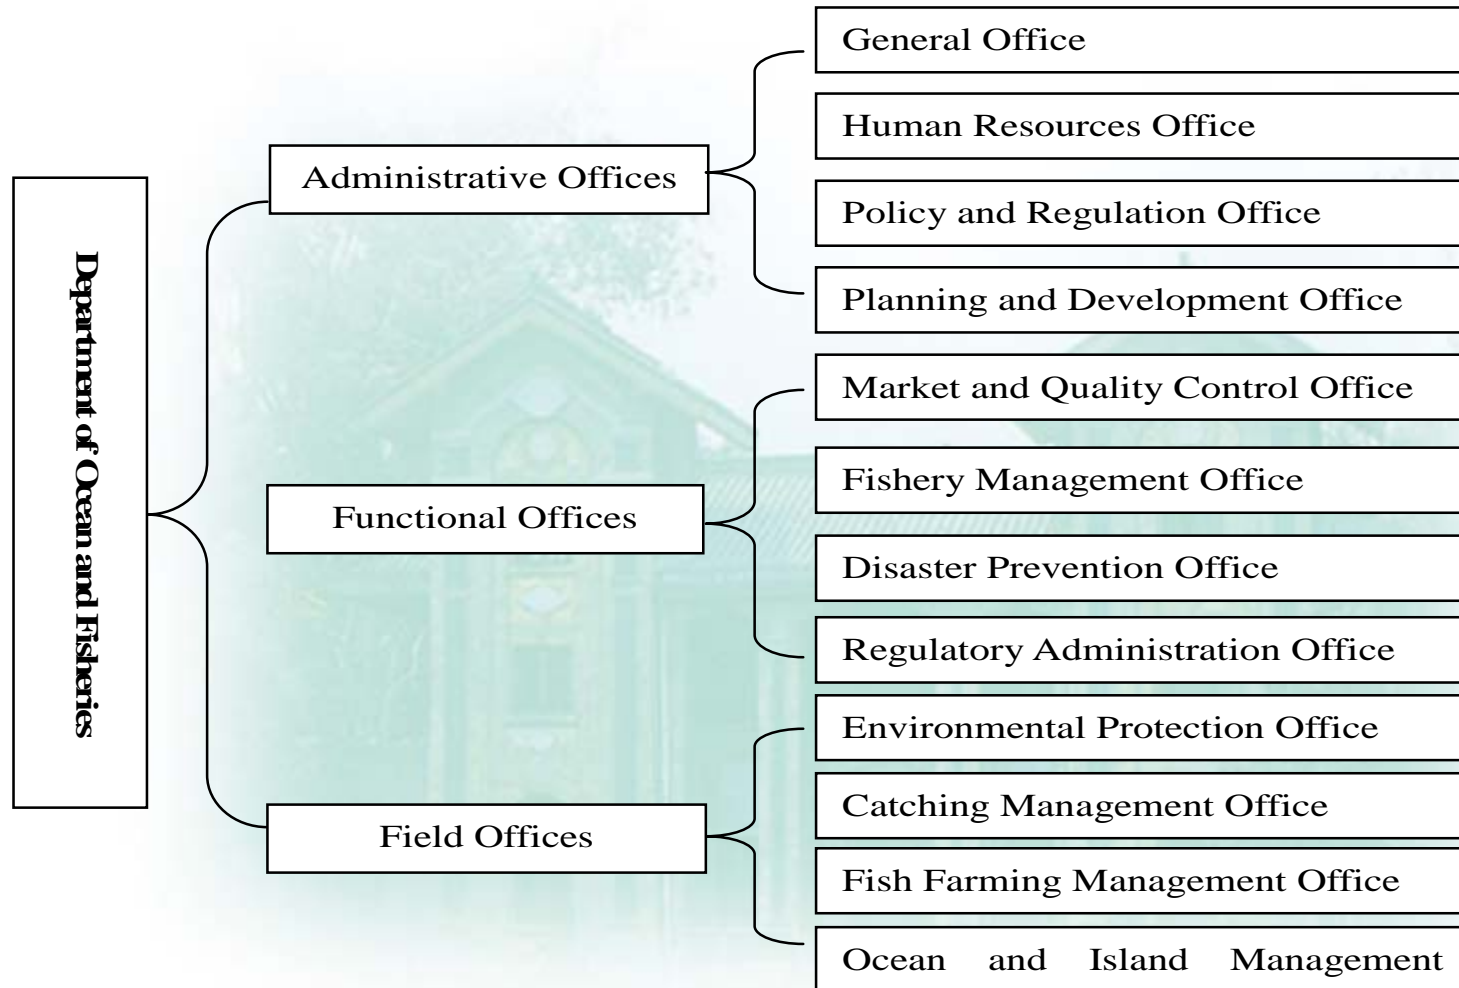 Department of Ocean and Fisheries
Administrative Offices
General Office
Human Resources Office
Policy and Regulation Office
Planning and Development Office
Functional Offices
Market and Quality Control Office
Fishery Management Office
Disaster Prevention Office
Regulatory Administration Office
Field Offices
Environmental Protection Office
Catching Management Office
Fish Farming Management Office
Ocean and Island Management